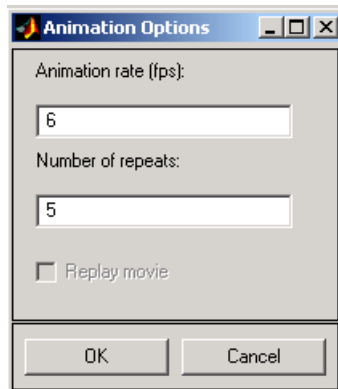 Animation Options
Animation rate (fps):
6
Number of repeats:
5
Replay movie
OK Cancel